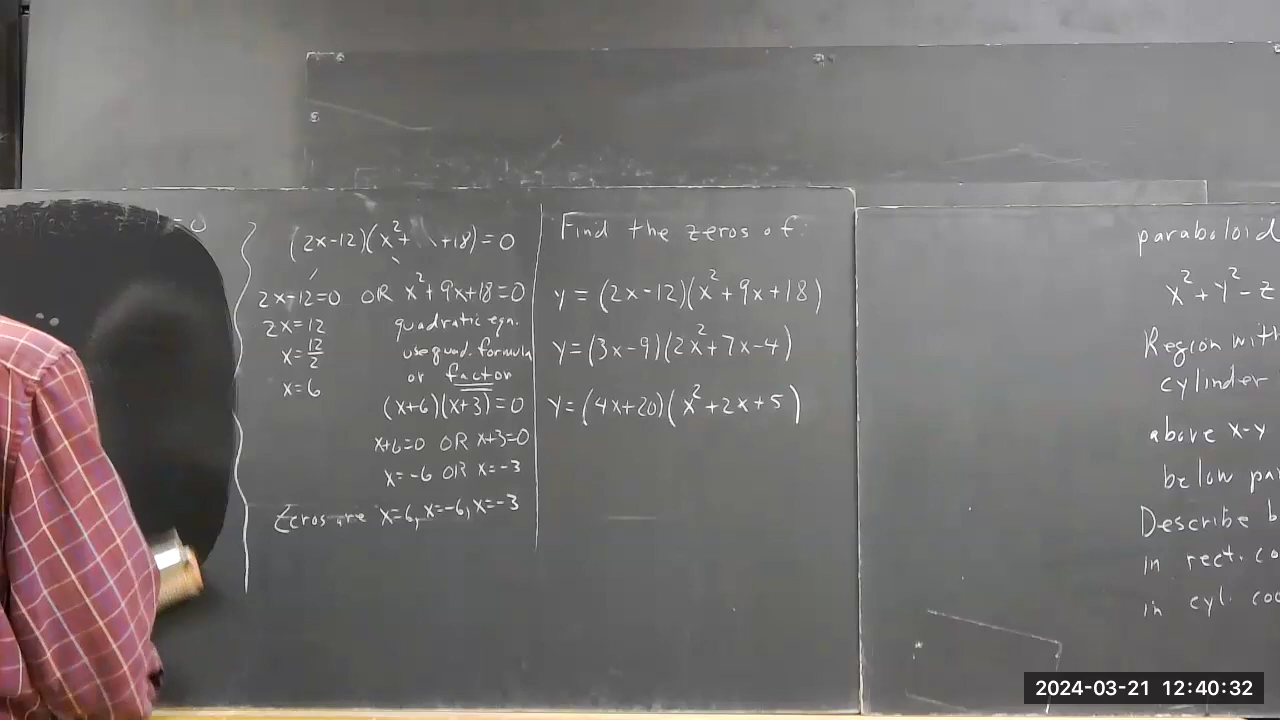 =0
(2x-12)(x²+ +18)=0
2x-12=0 OR x²+9x+18=0
2x=12
x=12/2
x=6
quadratic eqn.
use quad. formula
or factor
(x+6)(x+3)=0
x+6=0 OR x+3=0
x=-6 OR x=-3
Zeros are x=6, x=-6, x=-3
Find the zeros of:
y=(2x-12)(x²+9x+18)
y=(3x-9)(2x²+7x-4)
y=(4x+20)(x²+2x+5)
paraboloid
x²+y²-z
Region with
cylinder
above x-y
below pa
Describe b
in rect. co
in cyl. coo
2024-03-21 12:40:32